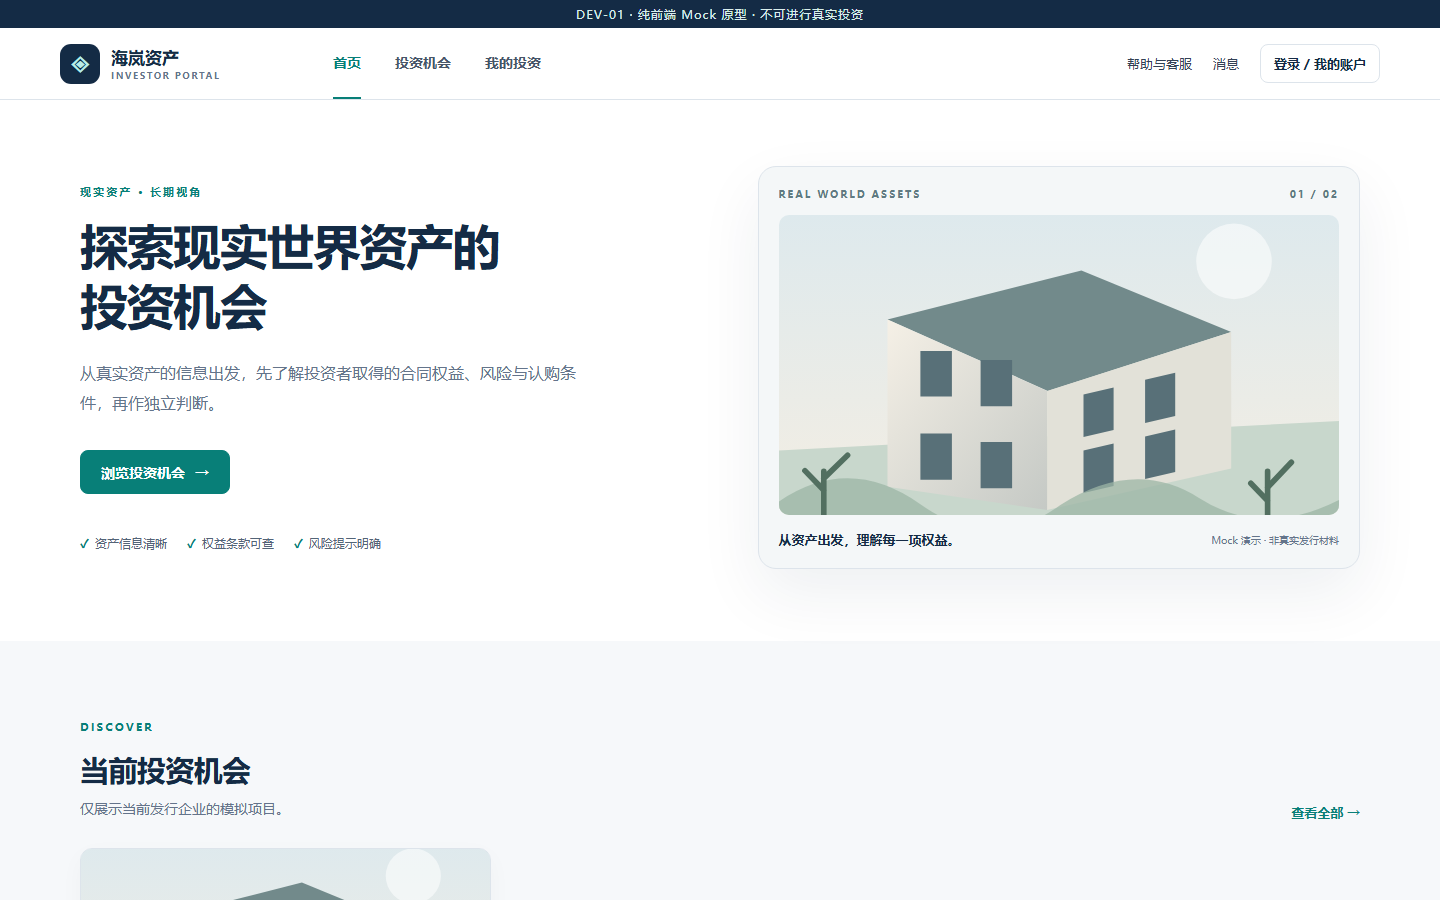 DEV-01 · 纯前端 Mock 原型 · 不可进行真实投资
海岚资产
INVESTOR PORTAL
首页
投资机会
我的投资
帮助与客服
消息
登录 / 我的账户
现实资产 • 长期视角
探索现实世界资产的
投资机会
从真实资产的信息出发，先了解投资者取得的合同权益、风险与认购条
件，再作独立判断。
浏览投资机会 →
✓ 资产信息清晰
✓ 权益条款可查
✓ 风险提示明确
REAL WORLD ASSETS
01 / 02
从资产出发，理解每一项权益。
Mock 演示 · 非真实发行材料
DISCOVER
当前投资机会
仅展示当前发行企业的模拟项目。
查看全部 →